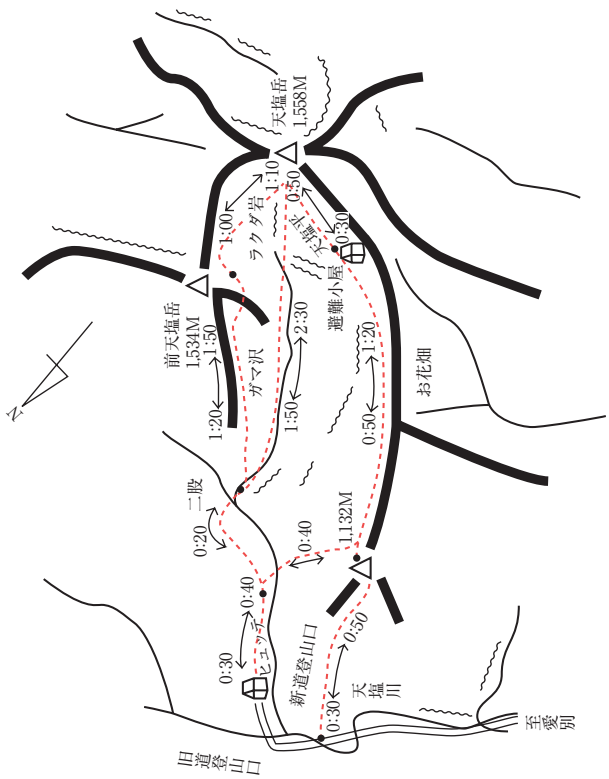 天塩岳
1,558M
1:10
0:50
1:00
ラクダ岩
天塩平
0:30
避難小屋
前天塩岳
1,534M
1:50
1:20
ガマ沢
2:30
1:50
1:20
0:50
お花畑
N
二股
0:20
0:40
1,132M
0:40
0:30
ヒュッテ
新道登山口
0:50
0:30
天塩川
旧道登山口
至愛別